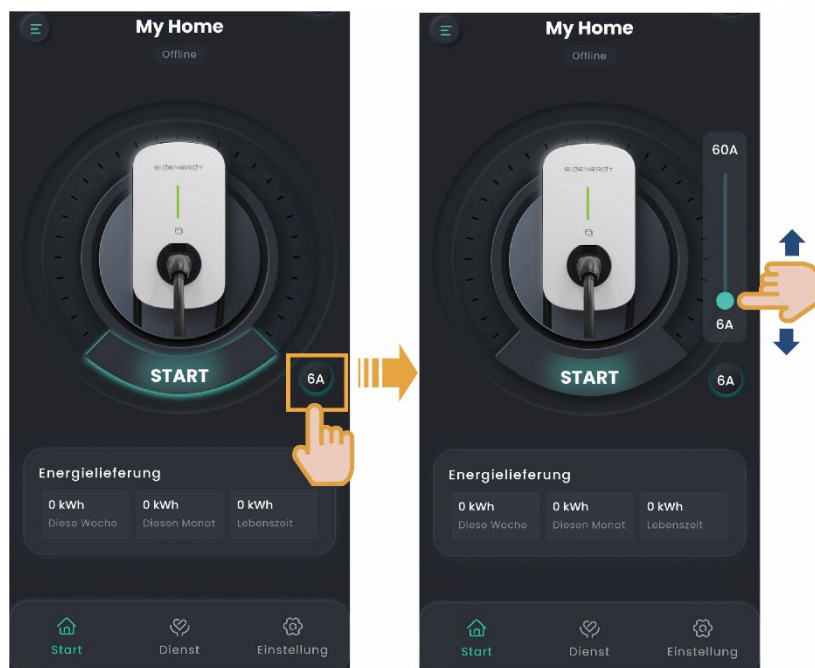 My Home
Offline
SIGENERGY
START
6A
Energielieferung
0 kWh
Diese Woche
0 kWh
Diesen Monat
0 kWh
Lebenszeit
Start
Dienst
Einstellung
My Home
Offline
60A
SIGENERGY
6A
START
6A
Energielieferung
0 kWh
Diese Woche
0 kWh
Diesen Monat
0 kWh
Lebenszeit
Start
Dienst
Einstellung